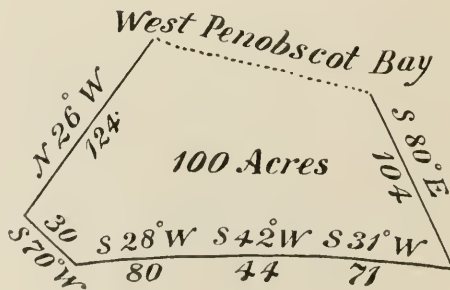 West Penobscot Bay
N 26° W
124.
S 80° E
104
100 Acres
30
S 70° W
S 28° W
80
S 42° W
44
S 31° W
71